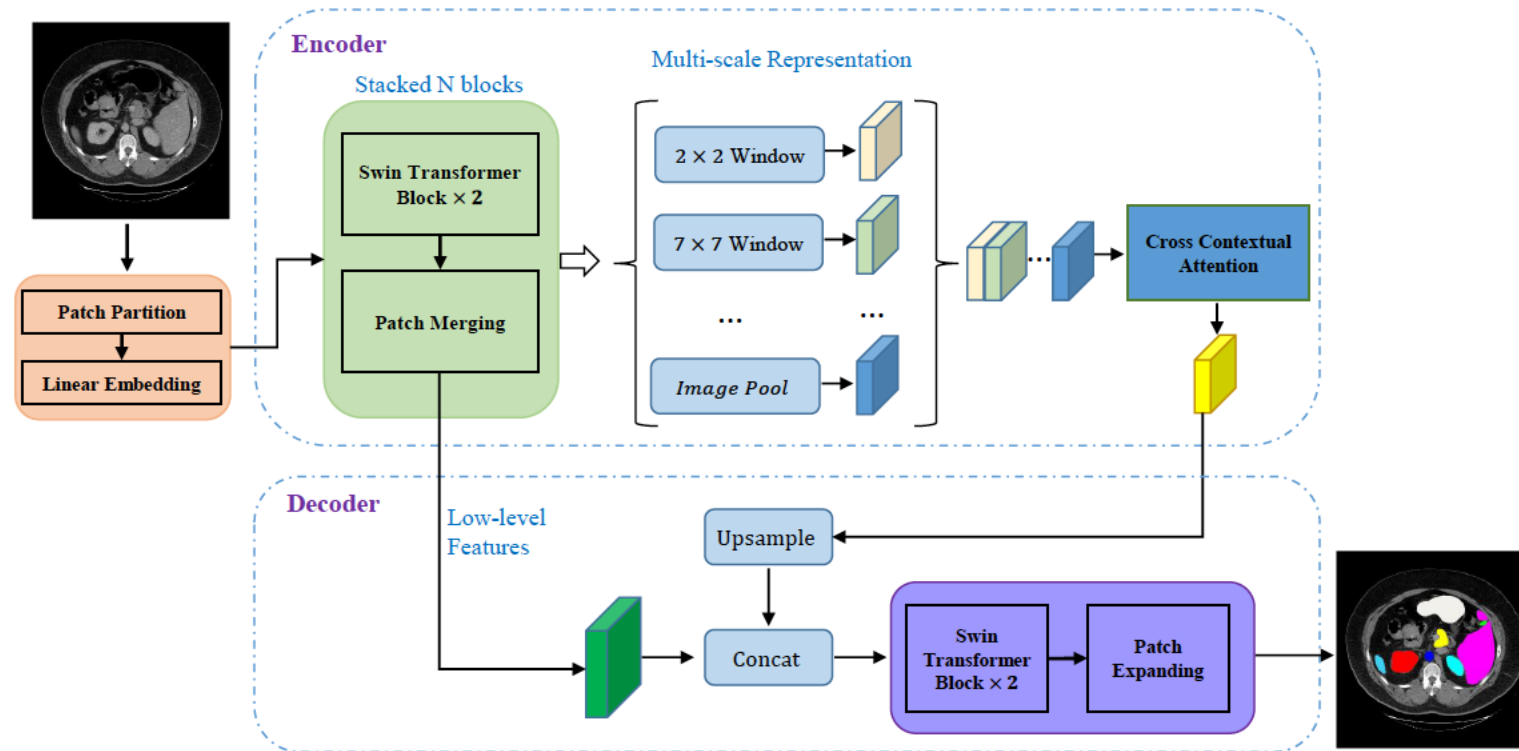 Encoder
Stacked N blocks
Multi-scale Representation
Swin Transformer
Block × 2
Patch Merging
2 × 2 Window
7 × 7 Window
...
...
Image Pool
...
Cross Contextual
Attention
Patch Partition
Linear Embedding
Decoder
Low-level
Features
Upsample
Concat
Swin
Transformer
Block × 2
Patch
Expanding